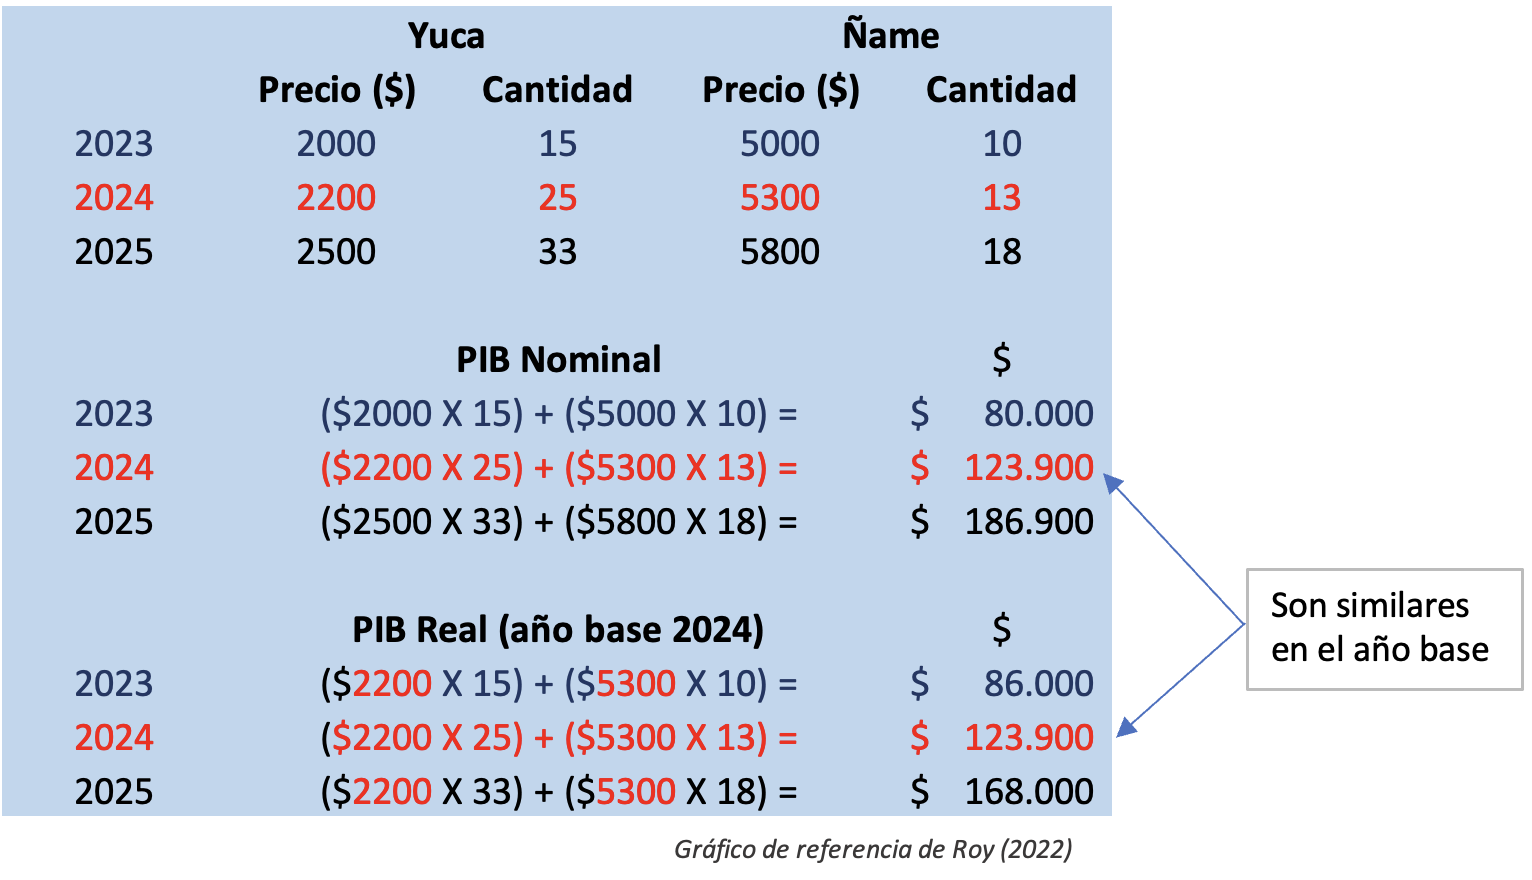 Yuca Ñame
Precio ($) Cantidad Precio ($) Cantidad
2023 2000 15 5000 10
2024 2200 25 5300 13
2025 2500 33 5800 18
PIB Nominal $
2023 ($2000 X 15) + ($5000 X 10) = $ 80.000
2024 ($2200 X 25) + ($5300 X 13) = $ 123.900
2025 ($2500 X 33) + ($5800 X 18) = $ 186.900
PIB Real (año base 2024) $
2023 ($2200 X 15) + ($5300 X 10) = $ 86.000
2024 ($2200 X 25) + ($5300 X 13) = $ 123.900
2025 ($2200 X 33) + ($5300 X 18) = $ 168.000
Son similares
en el año base
Gráfico de referencia de Roy (2022)